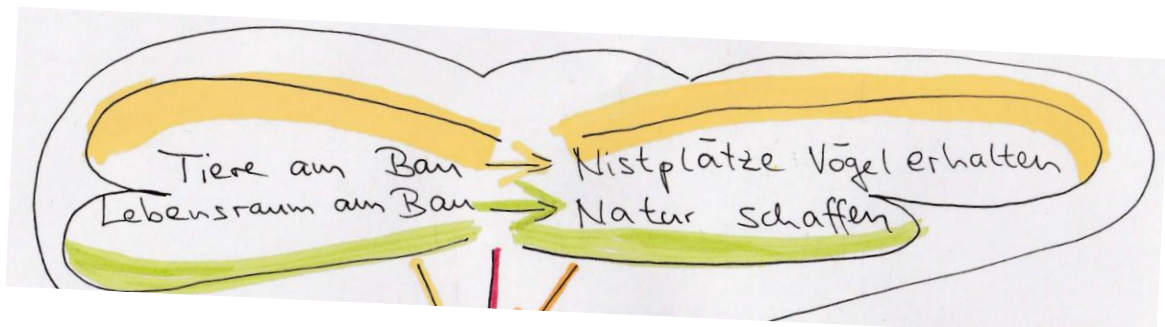 Tiere am Bau → Nistplätze Vögel erhalten
Lebensraum am Bau → Natur schaffen